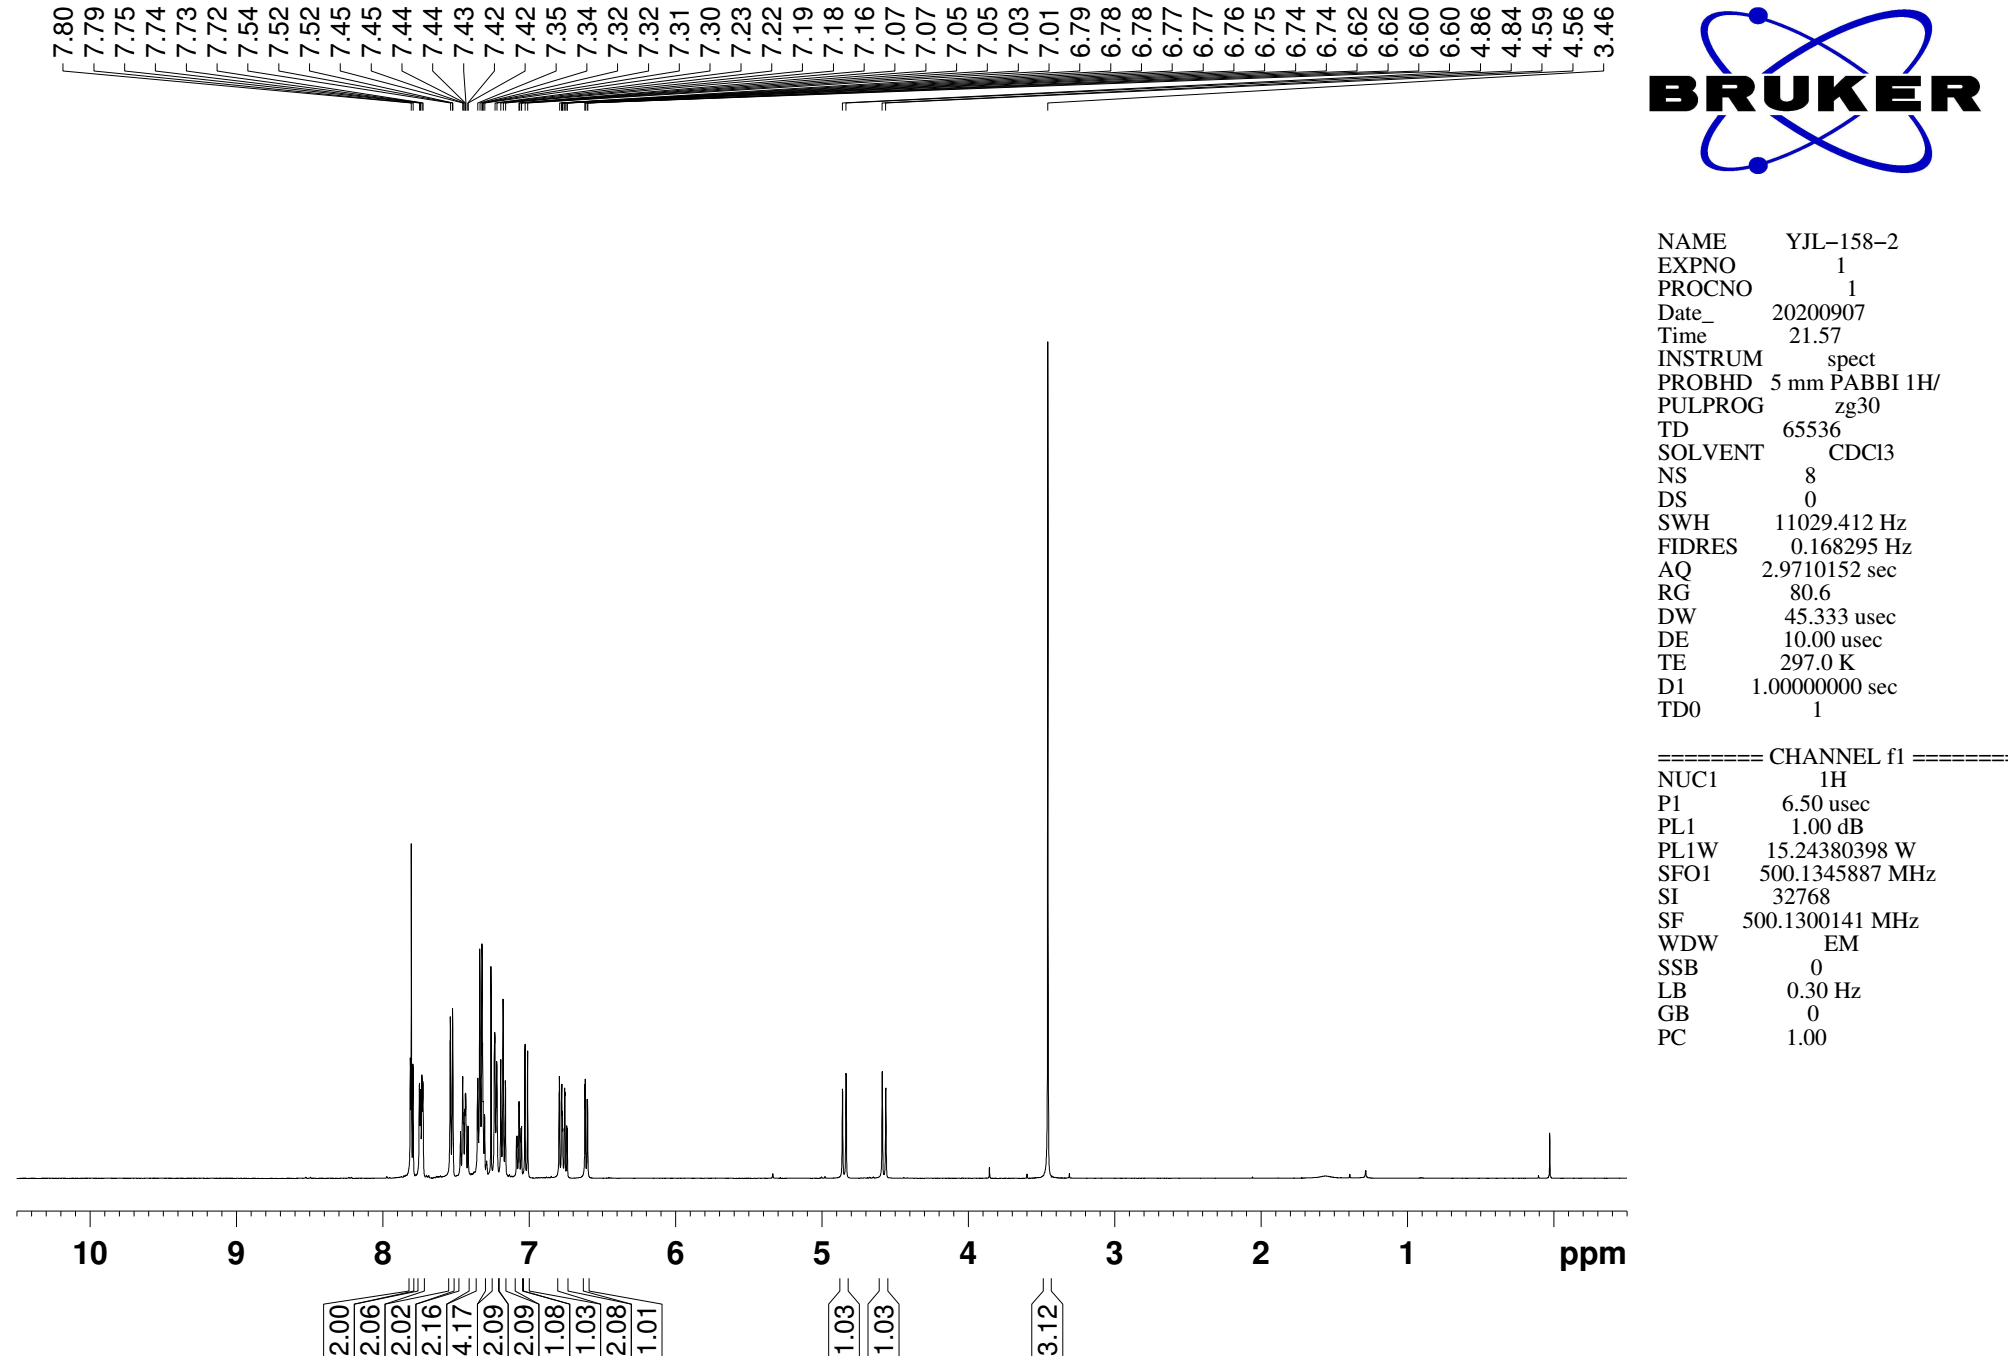 7.80 7.79 7.75 7.74 7.73 7.72 7.54 7.52 7.52 7.45 7.45 7.44 7.44 7.43 7.42 7.42 7.35 7.34 7.32 7.32 7.31 7.30 7.23 7.22 7.19 7.18 7.16 7.07 7.07 7.05 7.05 7.03 7.01 6.79 6.78 6.78 6.77 6.77 6.76 6.75 6.74 6.74 6.62 6.62 6.60 6.60 4.86 4.84 4.59 4.56 3.46
BRUKER
NAME YJL-158-2
EXPNO 1
PROCNO 1
Date_ 20200907
Time 21.57
INSTRUM spect
PROBHD 5 mm PABBI 1H/
PULPROG zg30
TD 65536
SOLVENT CDCl3
NS 8
DS 0
SWH 11029.412 Hz
FIDRES 0.168295 Hz
AQ 2.9710152 sec
RG 80.6
DW 45.333 usec
DE 10.00 usec
TE 297.0 K
D1 1.00000000 sec
TD0 1
======== CHANNEL f1 ========
NUC1 1H
P1 6.50 usec
PL1 1.00 dB
PL1W 15.24380398 W
SFO1 500.1345887 MHz
SI 32768
SF 500.1300141 MHz
WDW EM
SSB 0
LB 0.30 Hz
GB 0
PC 1.00
10 9 8 7 6 5 4 3 2 1 ppm
2.00 2.06 2.02 2.16 4.17 2.09 2.09 1.08 1.03 2.08 1.01 1.03 1.03 3.12